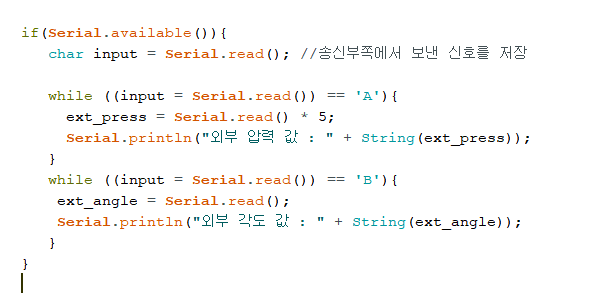 if(Serial.available()){
char input = Serial.read(); //송신부쪽에서 보낸 신호를 저장
while ((input = Serial.read()) == 'A'){
ext_press = Serial.read() * 5;
Serial.println("외부 압력 값 : " + String(ext_press));
}
while ((input = Serial.read()) == 'B'){
ext_angle = Serial.read();
Serial.println("외부 각도 값 : " + String(ext_angle));
}
}